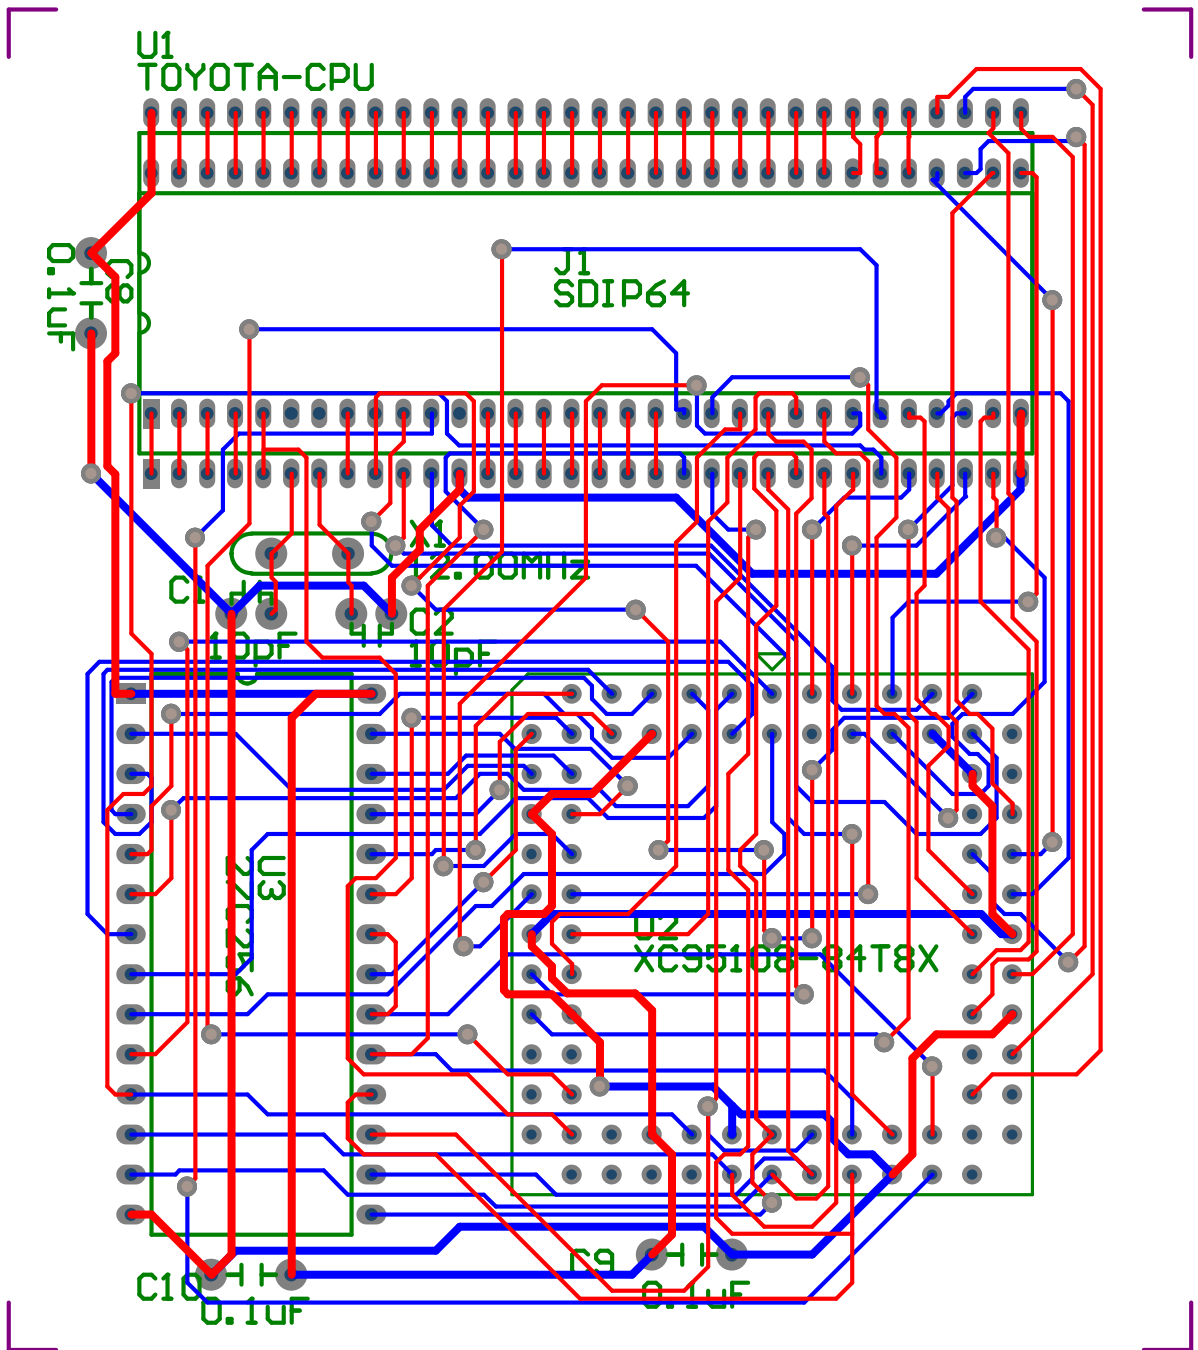 U1
TOYOTA-CPU
C8
0.1uF
J1
SDIP64
X1
12.00MHz
C1
10pF
C2
10pF
U3
U2
XC95108-84T8X
C9
0.1uF
C10
0.1uF